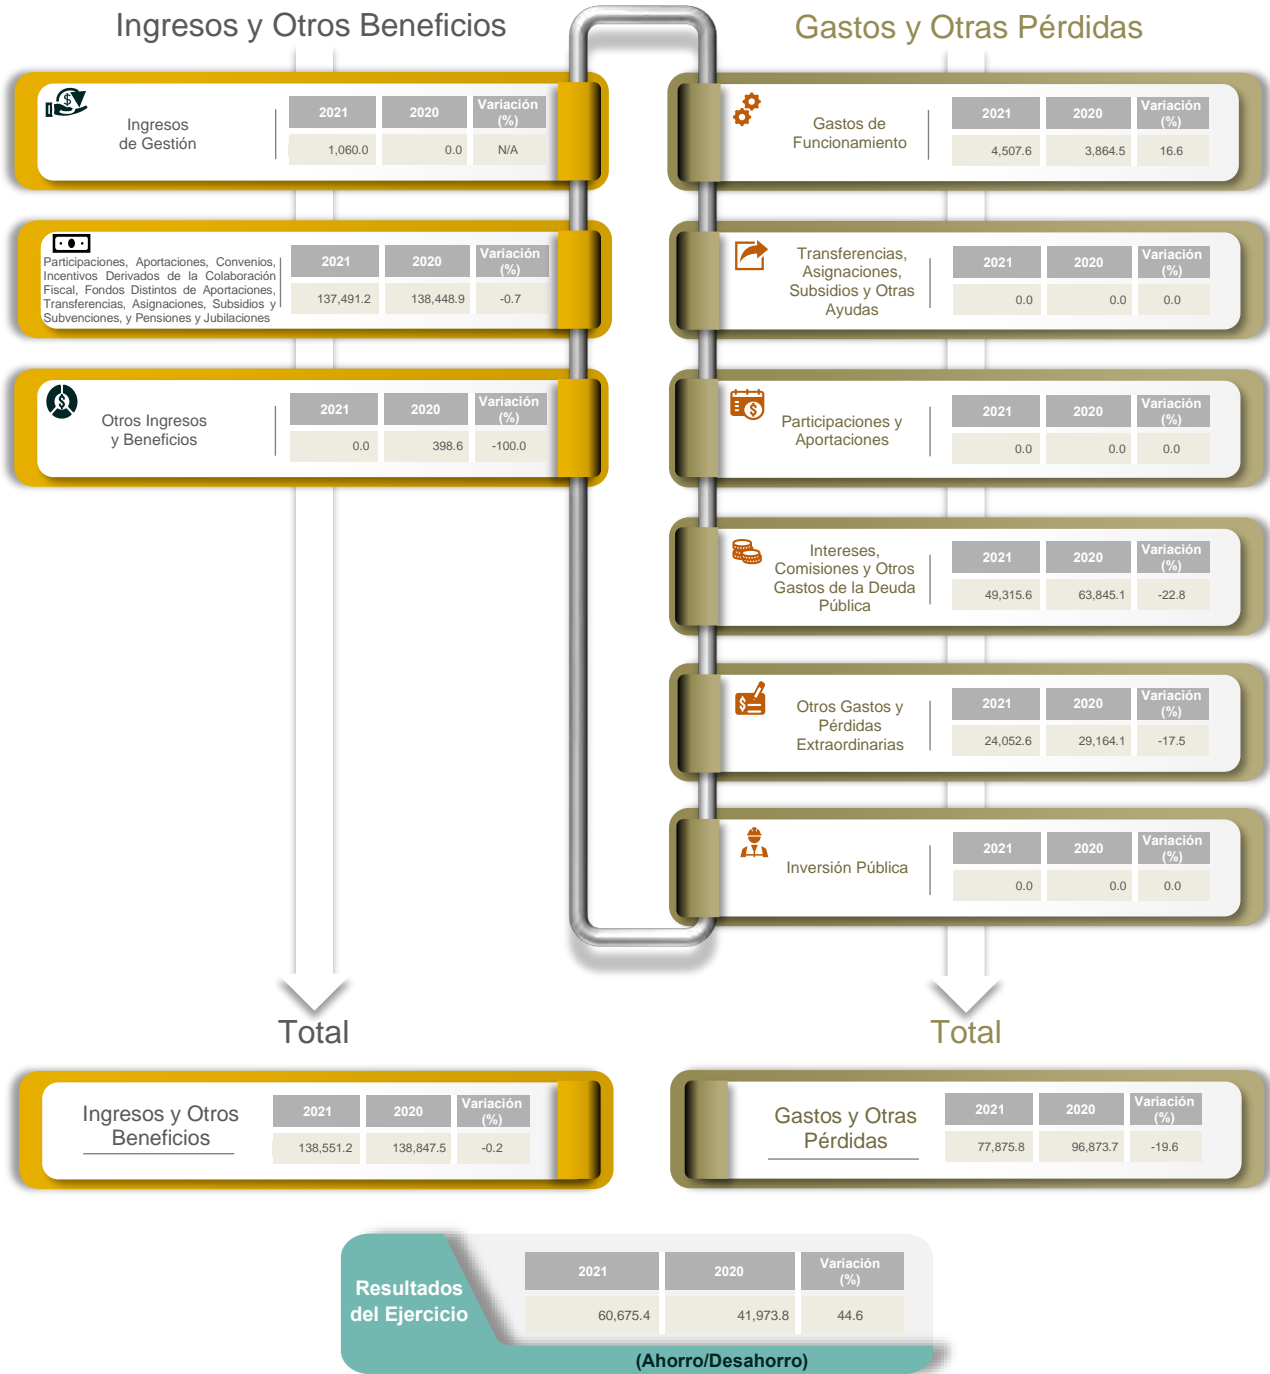 Ingresos y Otros Beneficios
2021 2020 Variación
(%)
Ingresos
de Gestión
1,060.0 0.0 N/A
Participaciones, Aportaciones, Convenios,
Incentivos Derivados de la Colaboración
Fiscal, Fondos Distintos de Aportaciones,
Transferencias, Asignaciones, Subsidios y
Subvenciones, y Pensiones y Jubilaciones
2021 2020 Variación
(%)
137,491.2 138,448.9 -0.7
Otros Ingresos
y Beneficios
2021 2020 Variación
(%)
0.0 398.6 -100.0
Total
Ingresos y Otros
Beneficios
2021 2020 Variación
(%)
138,551.2 138,847.5 -0.2
Gastos y Otras Pérdidas
Gastos de
Funcionamiento
2021 2020 Variación
(%)
4,507.6 3,864.5 16.6
Transferencias,
Asignaciones,
Subsidios y Otras
Ayudas
2021 2020 Variación
(%)
0.0 0.0 0.0
Participaciones y
Aportaciones
2021 2020 Variación
(%)
0.0 0.0 0.0
Intereses,
Comisiones y Otros
Gastos de la Deuda
Pública
2021 2020 Variación
(%)
49,315.6 63,845.1 -22.8
Otros Gastos y
Pérdidas
Extraordinarias
2021 2020 Variación
(%)
24,052.6 29,164.1 -17.5
Inversión Pública
2021 2020 Variación
(%)
0.0 0.0 0.0
Total
Gastos y Otras
Pérdidas
2021 2020 Variación
(%)
77,875.8 96,873.7 -19.6
Resultados
del Ejercicio
2021 2020 Variación
(%)
60,675.4 41,973.8 44.6
(Ahorro/Desahorro)